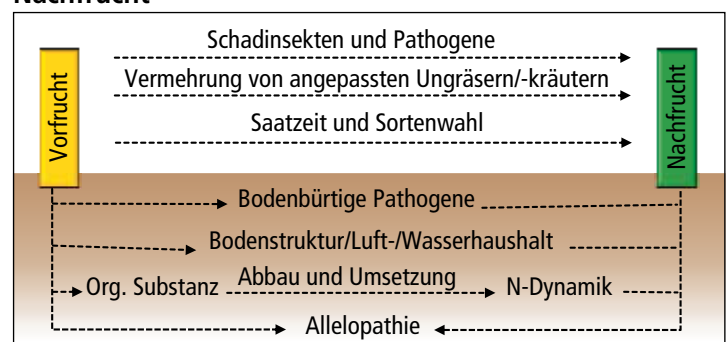 Nachfrucht
Schadinsekten und Pathogene
Vermehrung von angepassten Ungräsern/-kräutern
Saatzeit und Sortenwahl
Vorfrucht
Nachfrucht
Bodenbürtige Pathogene
Bodenstruktur/Luft-/Wasserhaushalt
Org. Substanz Abbau und Umsetzung N-Dynamik
Allelopathie